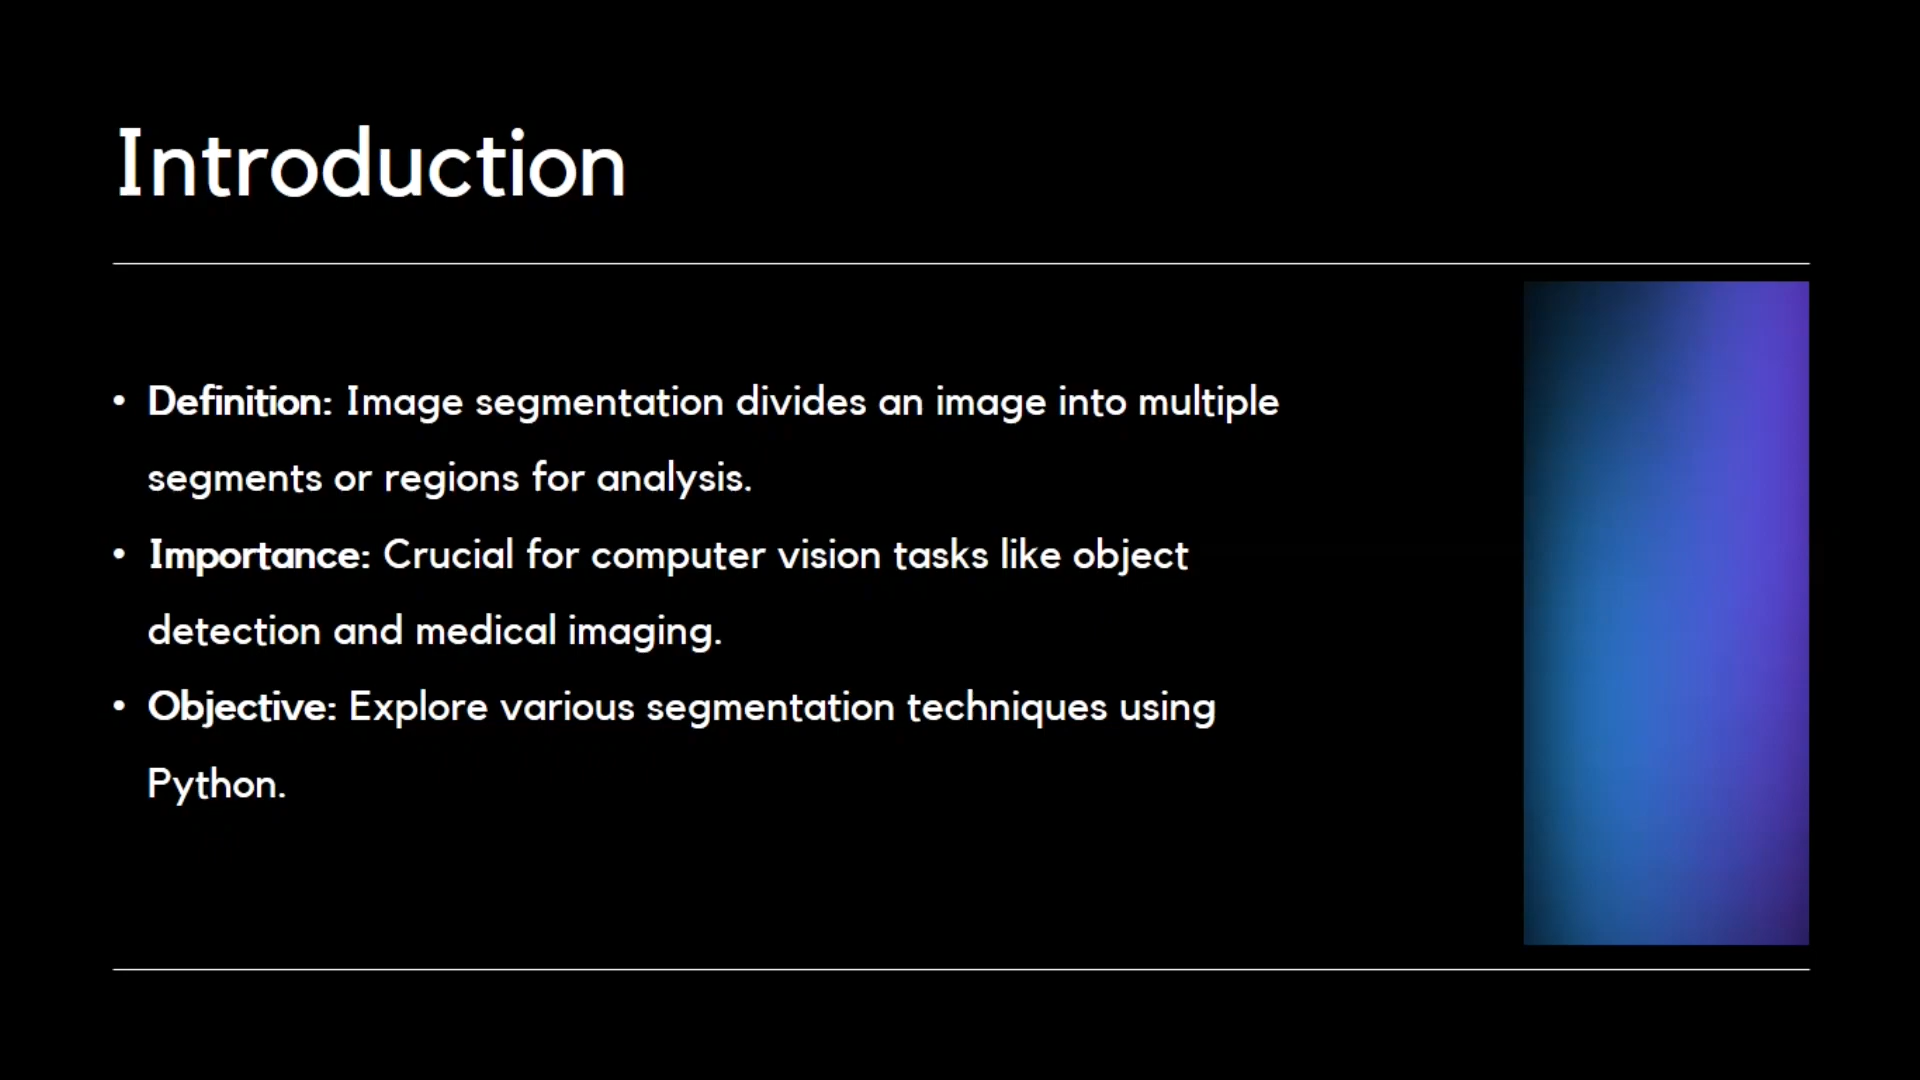 Introduction
• Definition: Image segmentation divides an image into multiple
segments or regions for analysis.
• Importance: Crucial for computer vision tasks like object
detection and medical imaging.
• Objective: Explore various segmentation techniques using
Python.